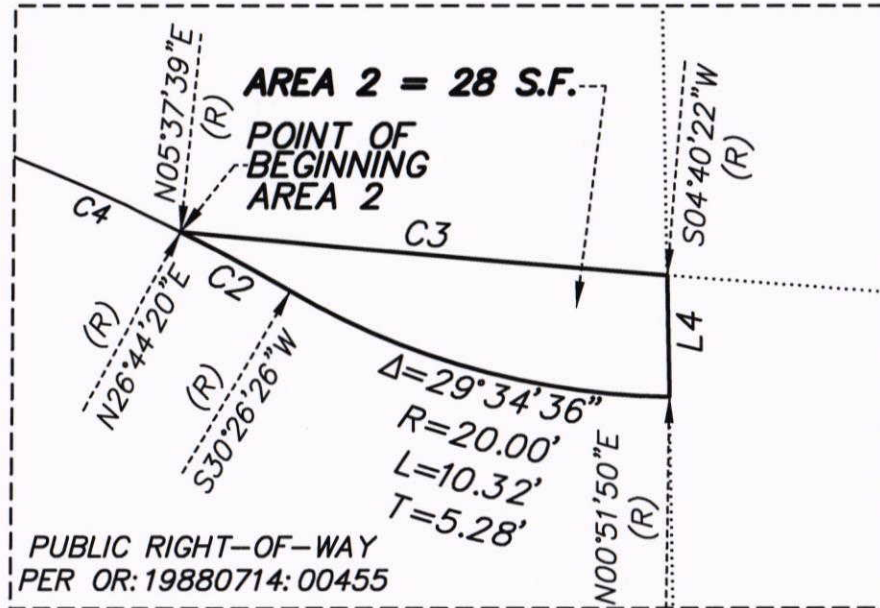 N05°37'39"E
(R)
AREA 2 = 28 S.F.
POINT OF
BEGINNING
AREA 2
S04°40'22"W
(R)
C4
C3
C2
L4
(R)
N26°44'20"E
(R)
S30°26'26"W
Δ=29°34'36"
R=20.00'
L=10.32'
T=5.28'
N00°51'50"E
(R)
PUBLIC RIGHT-OF-WAY
PER OR: 19880714: 00455